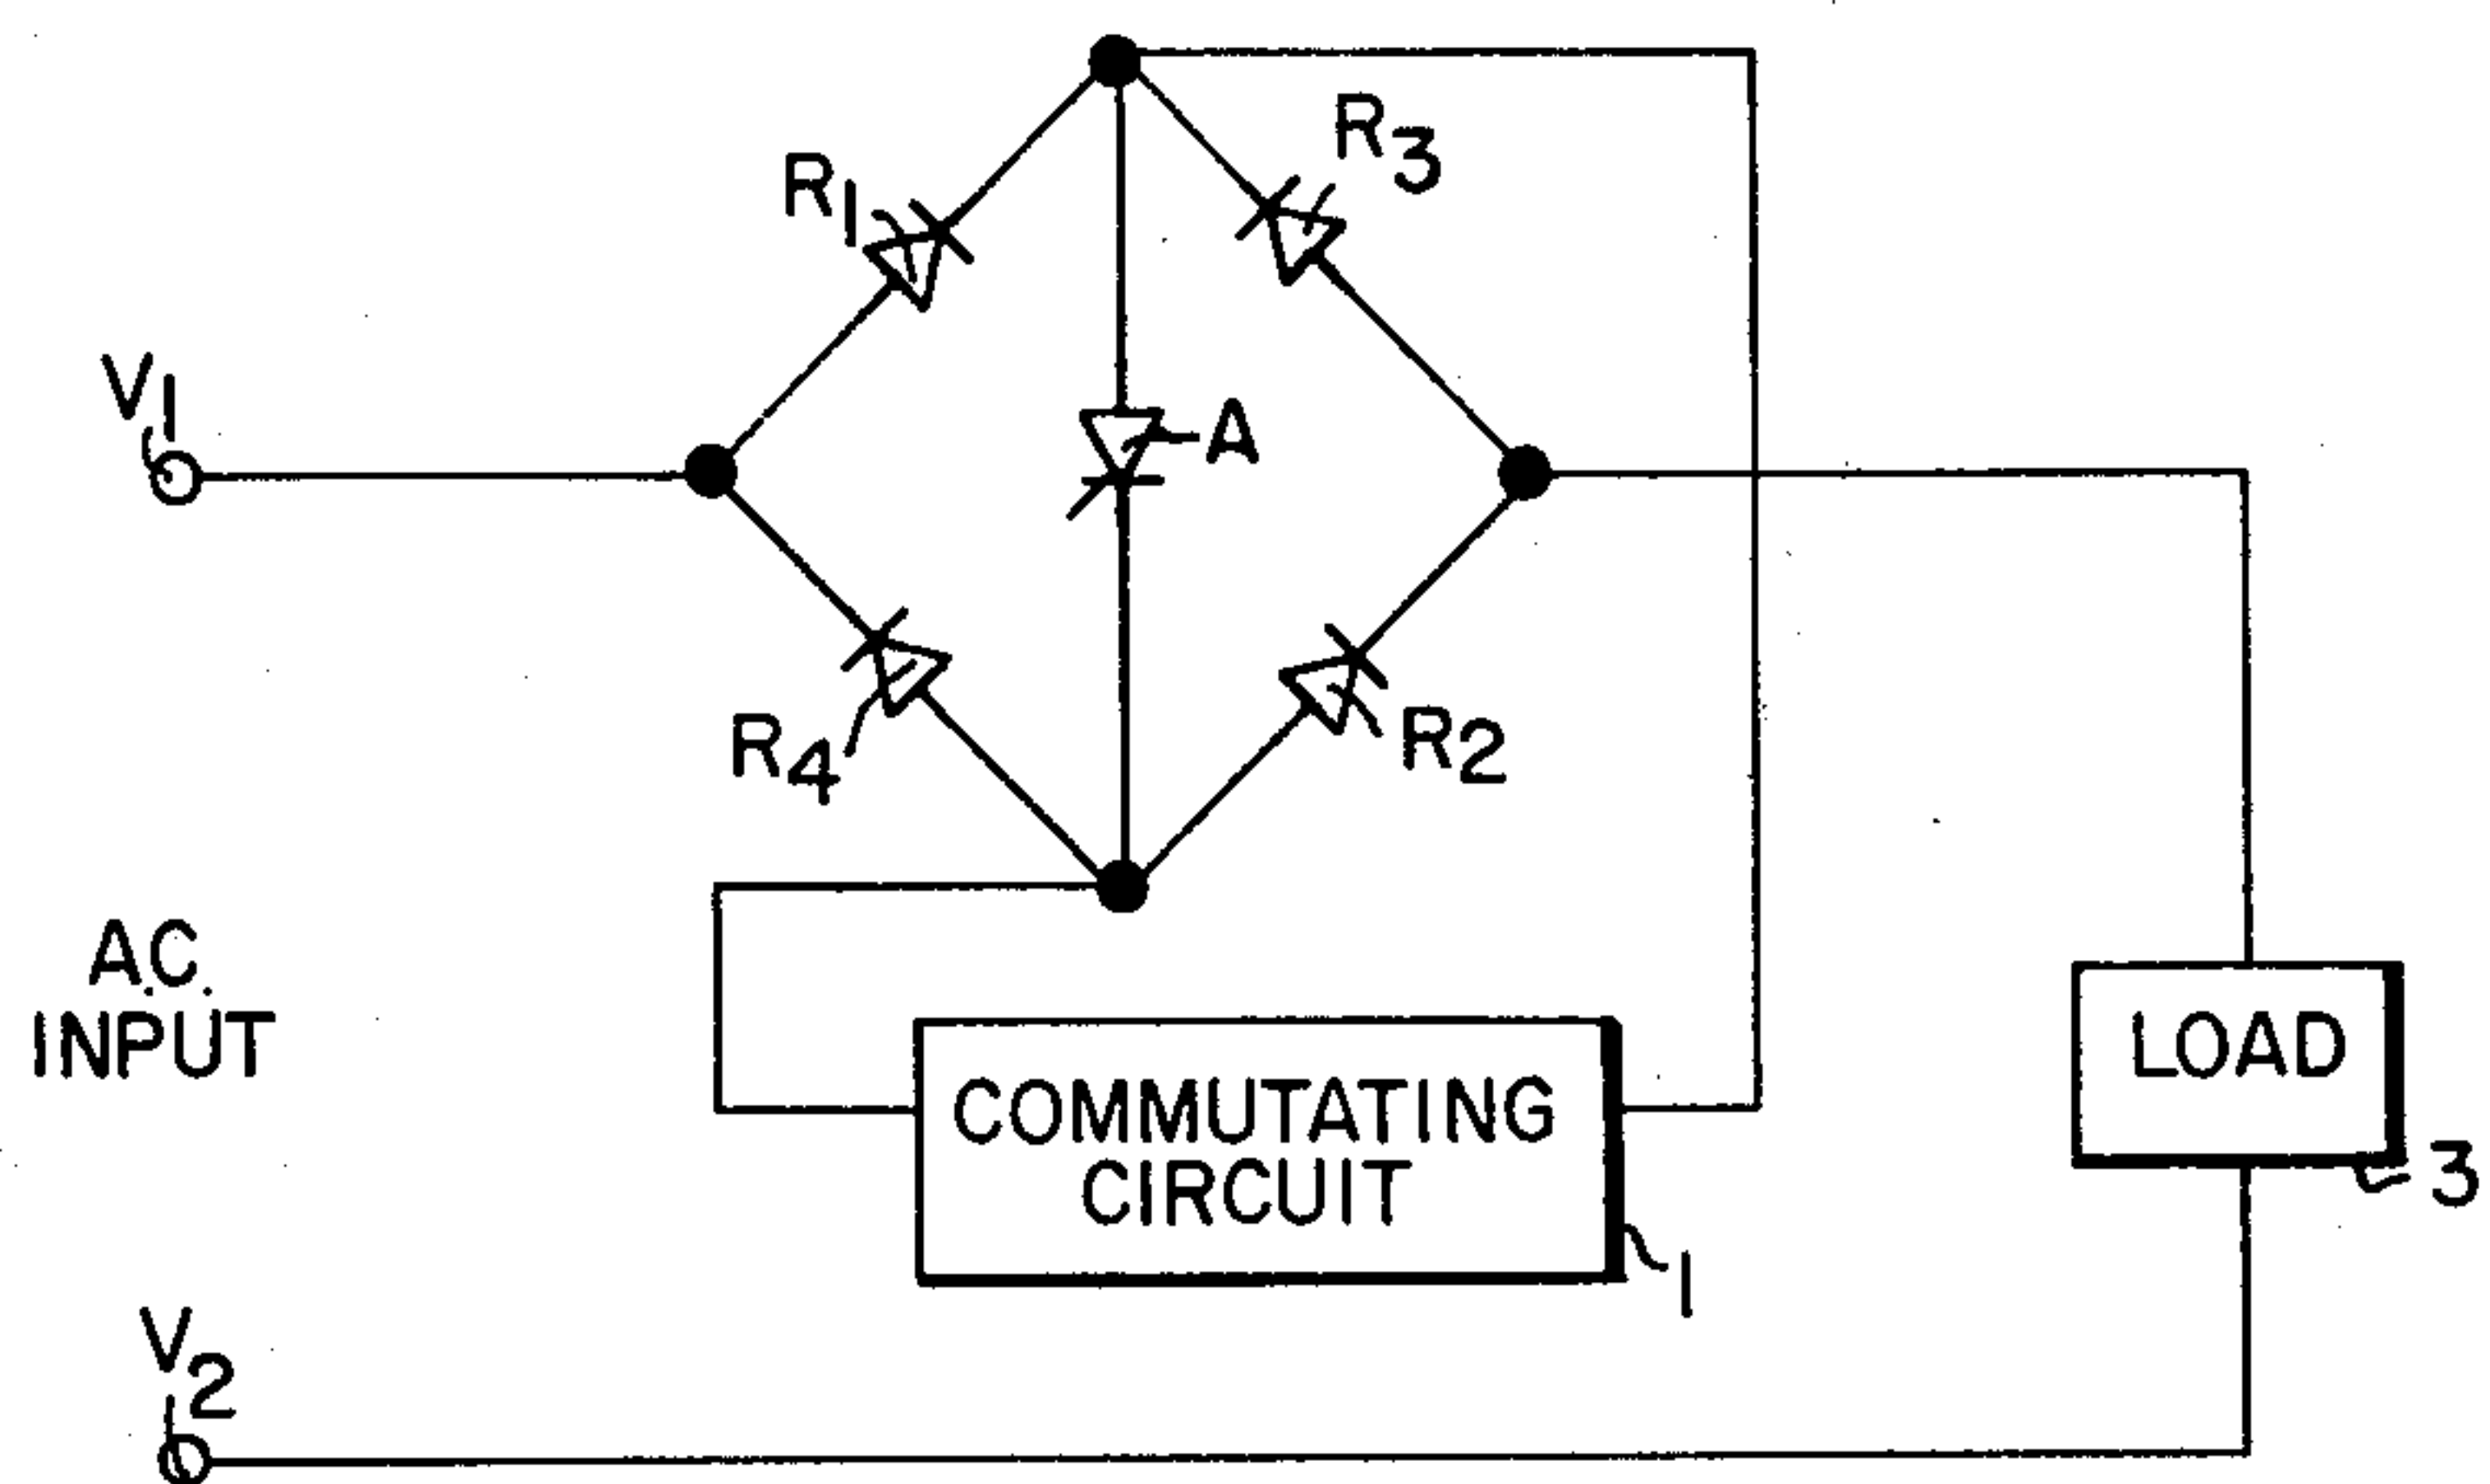 R1
R3
V1
A
R4
R2
A.C.
INPUT
COMMUTATING
CIRCUIT
1
LOAD
3
V2